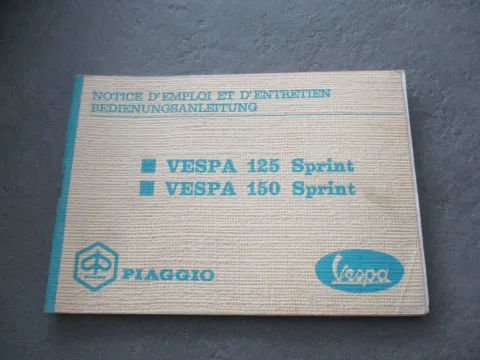 NOTICE D'EMPLOI ET D'ENTRETIEN
BEDIENUNGSANLEITUNG
VESPA 125 Sprint
VESPA 150 Sprint
PIAGGIO
Vespa